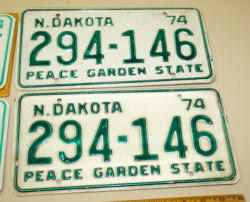 N. DAKOTA 74
294-146
PEACE GARDEN STATE
N. DAKOTA 74
294-146
PEACE GARDEN STATE